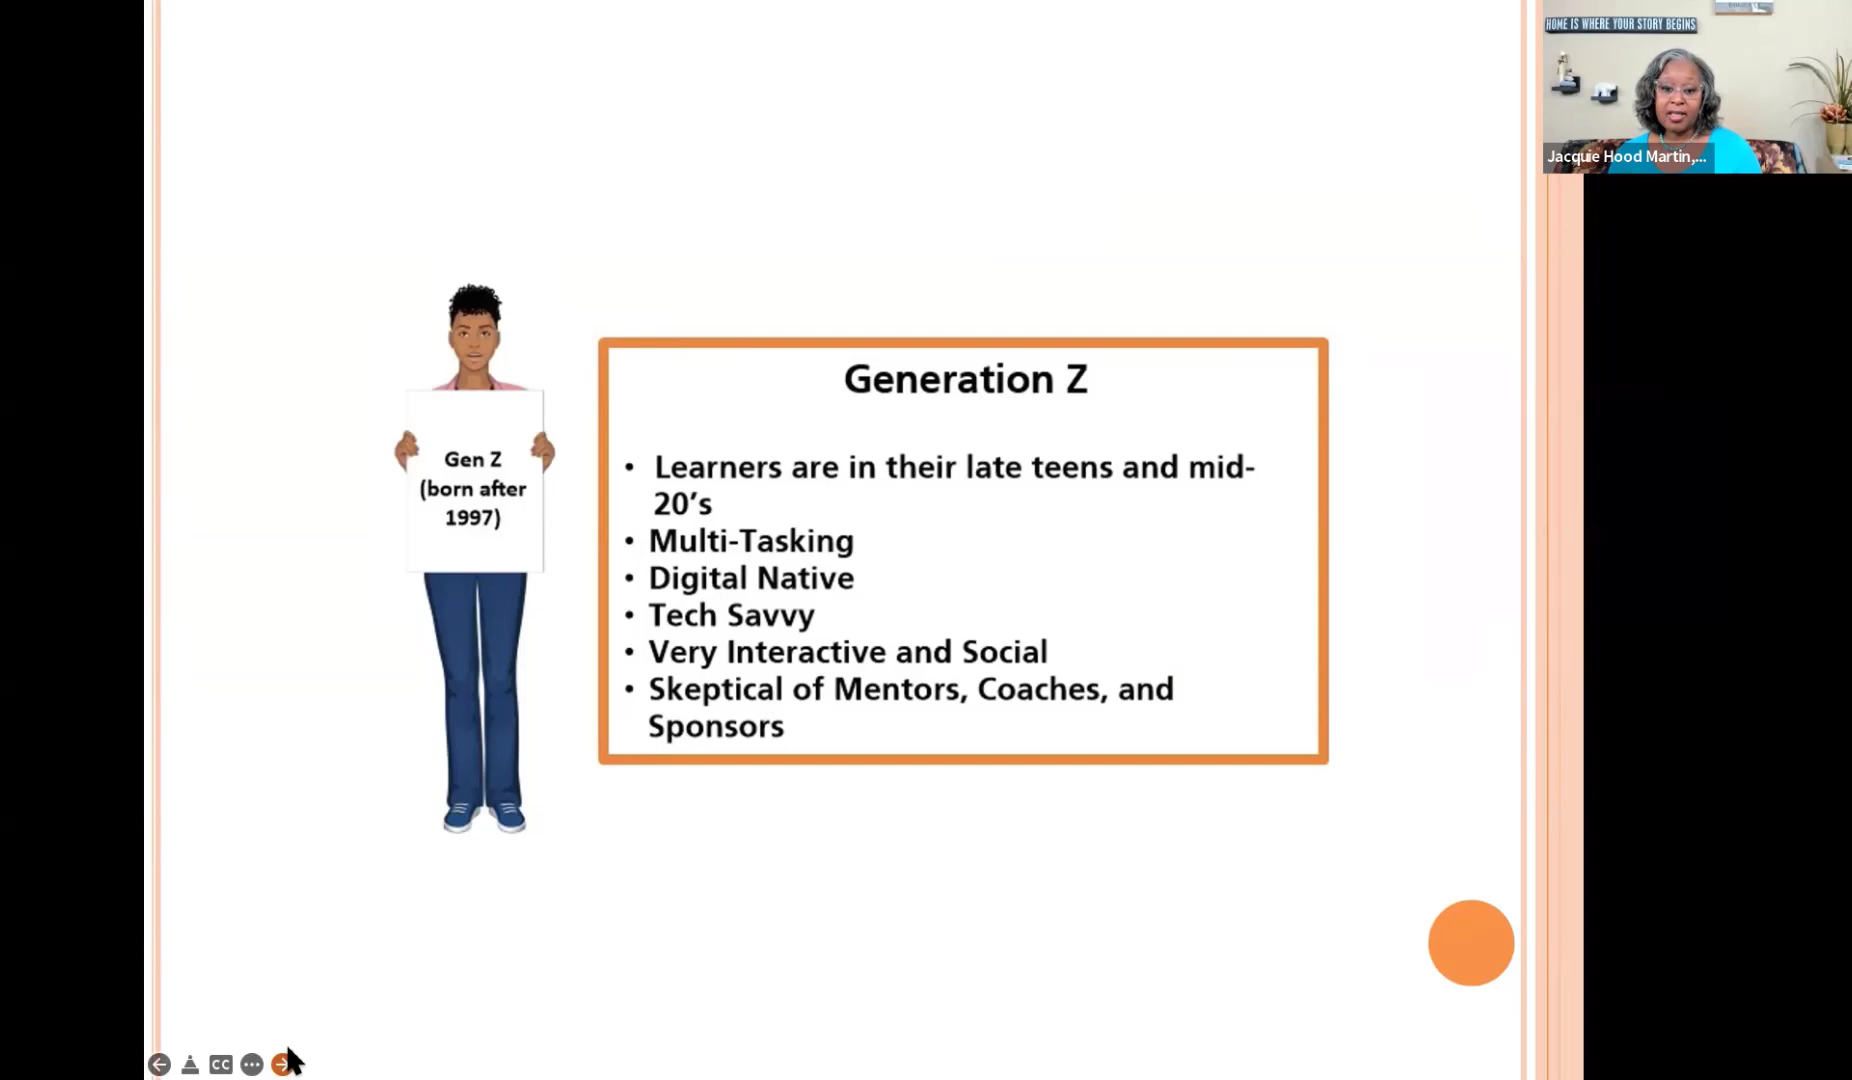 HOME IS WHERE YOUR STORY BEGINS
Jacquie Hood Martin,...
Generation Z
• Learners are in their late teens and mid-
20's
• Multi-Tasking
• Digital Native
• Tech Savvy
• Very Interactive and Social
• Skeptical of Mentors, Coaches, and
Sponsors
Gen Z
(born after
1997)
CC